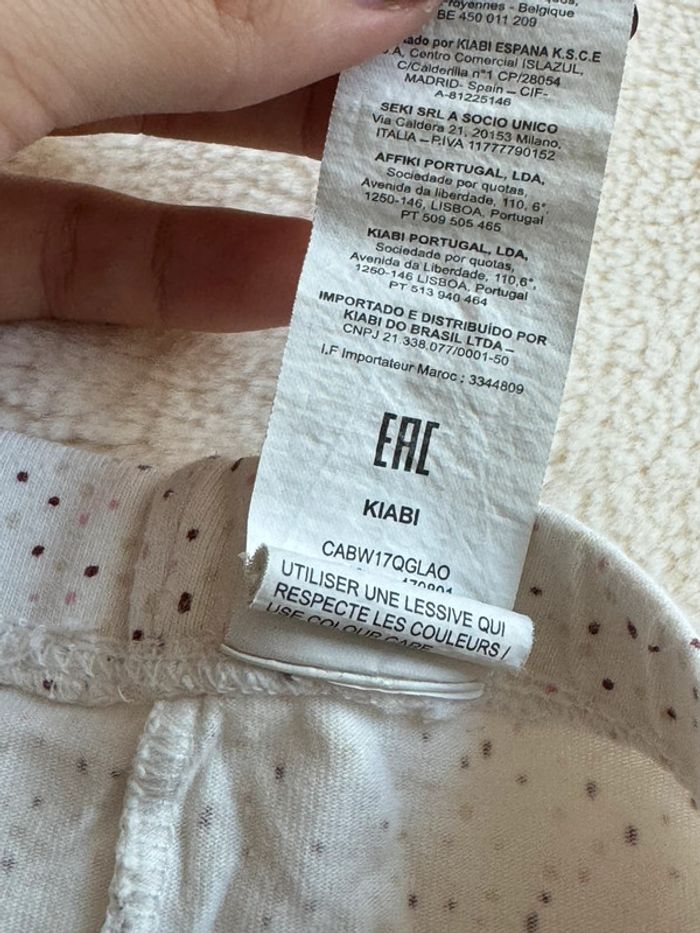 - Belgique
BE 450 011 209
por KIABI ESPANA K.S.C.E
Centro Comercial ISLAZUL,
C/Calderilla n°1 CP/28054
MADRID- Spain – CIF-
A-81225146
SEKI SRL A SOCIO UNICO
Via Caldera 21, 20153 Milano,
ITALIA – P.IVA 11777790152
AFFIKI PORTUGAL, LDA,
Sociedade por quotas,
Avenida da liberdade, 110, 6°,
1250-146, LISBOA, Portugal
PT 509 505 465
KIABI PORTUGAL, LDA,
Sociedade por quotas,
Avenida da Liberdade, 110,6°,
1250-146 LISBOA, Portugal
PT 513 940 464
IMPORTADO E DISTRIBUÍDO POR
KIABI DO BRASIL LTDA –
CNPJ 21.338.077/0001-50
I.F Importateur Maroc : 3344809
EAC
KIABI
CABW17QGLAO
UTILISER UNE LESSIVE QUI
RESPECTE LES COULEURS /
USE COLOUR CARE